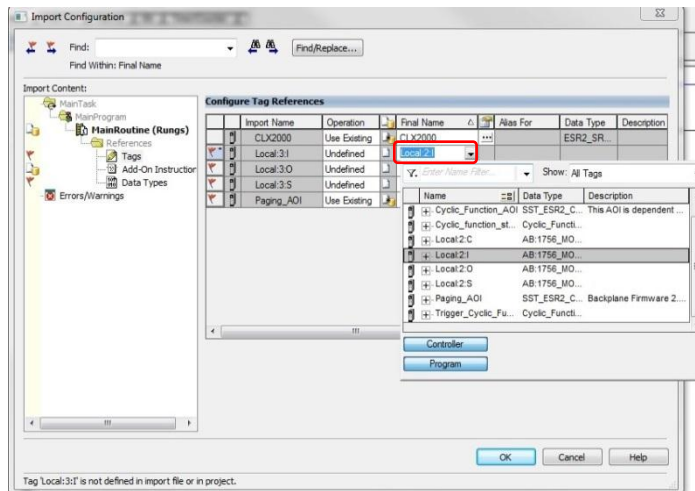 Import Configuration
Find:
Find/Replace...
Find Within: Final Name
Import Content:
MainTask
MainProgram
MainRoutine (Rungs)
References
Tags
Add-On Instruction
Data Types
Errors/Warnings
Configure Tag References
Import Name Operation Final Name Alias For Data Type Description
CLX2000 Use Existing CLX2000 ... ESR2_SR...
Local:3:I Undefined Local:2:I
Local:3:O Undefined
Local:3:S Undefined
Paging_AOI Use Existing
Enter Name Filter... Show: All Tags
Name Data Type Description
Cyclic_Function_AOI SST_ESR2_C... This AOI is dependent ...
Cyclic_function_st... Cyclic_Functi...
Local:2:C AB:1756_MO...
Local:2:I AB:1756_MO...
Local:2:O AB:1756_MO...
Local:2:S AB:1756_MO...
Paging_AOI SST_ESR2_C... Backplane Firmware 2....
Trigger_Cyclic_Fu... Cyclic_Functi...
Controller
Program
OK Cancel Help
Tag 'Local:3:I' is not defined in import file or in project.